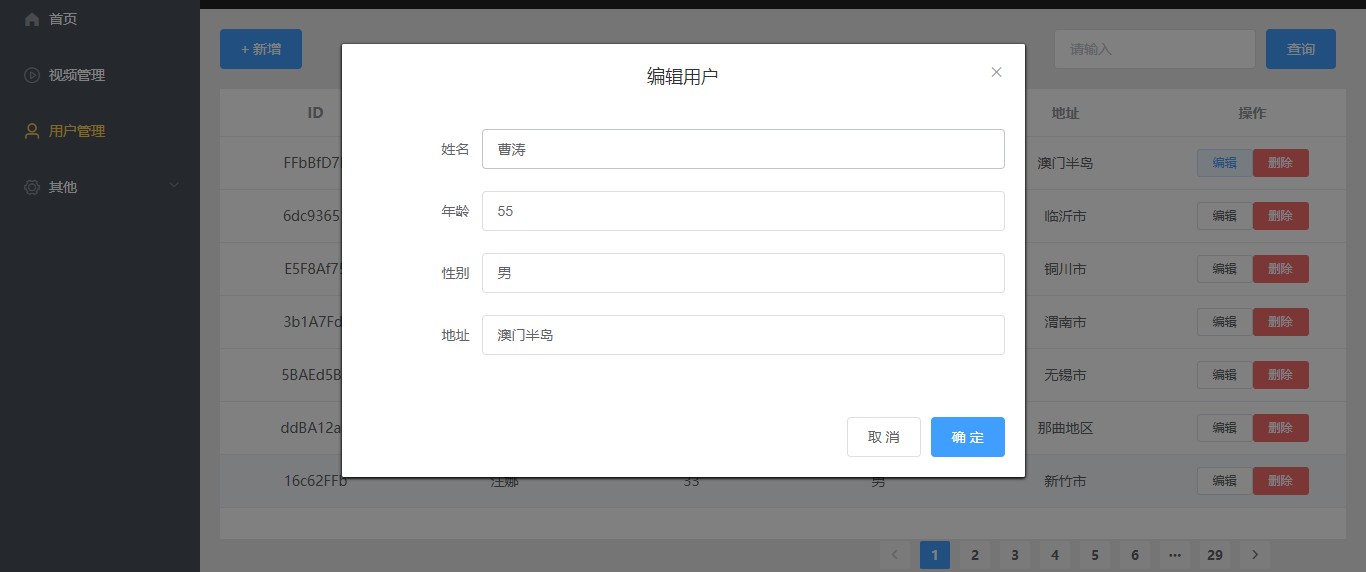 首页
视频管理
用户管理
其他
+ 新增
请输入
查询
ID
地址
操作
编辑用户
姓名
曹涛
年龄
55
性别
男
地址
澳门半岛
取 消
确 定
FFbBfD7
澳门半岛
编辑
删除
6dc9365
临沂市
编辑
删除
E5F8Af75
铜川市
编辑
删除
3b1A7Fd
渭南市
编辑
删除
5BAEd5B
无锡市
编辑
删除
ddBA12a
那曲地区
编辑
删除
16c62FFb
汪娜
33
男
新竹市
编辑
删除
1 2 3 4 5 6 ··· 29